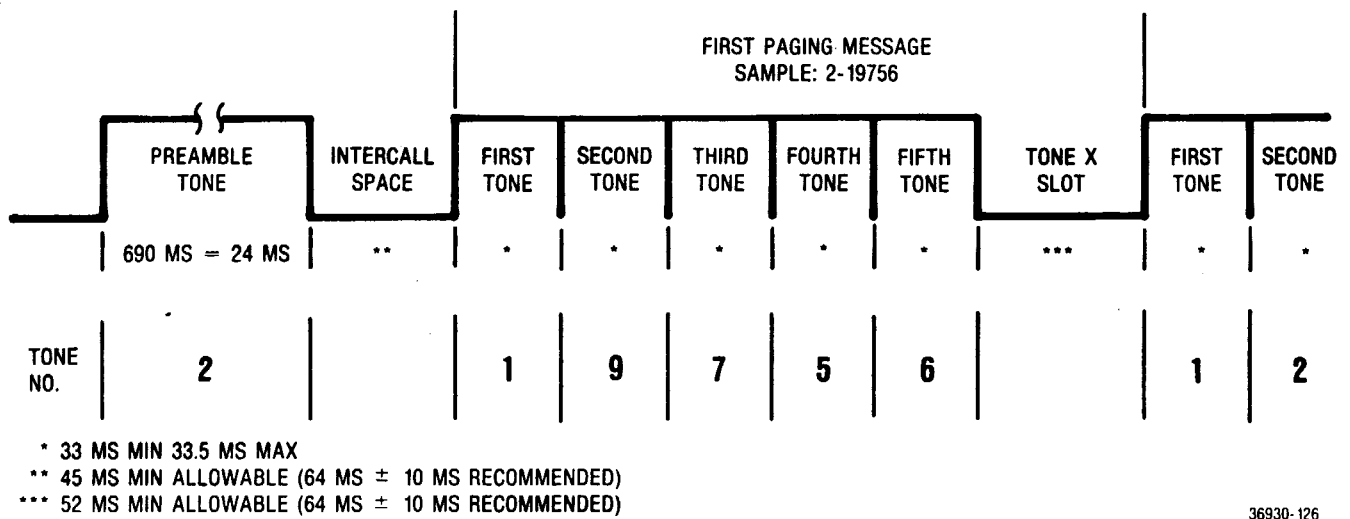 FIRST PAGING MESSAGE
SAMPLE: 2-19756
PREAMBLE TONE
INTERCALL SPACE
FIRST TONE
SECOND TONE
THIRD TONE
FOURTH TONE
FIFTH TONE
TONE X SLOT
FIRST TONE
SECOND TONE
690 MS = 24 MS
** * * * * * *** * *
TONE NO. 2 1 9 7 5 6 1 2
* 33 MS MIN 33.5 MS MAX
** 45 MS MIN ALLOWABLE (64 MS ± 10 MS RECOMMENDED)
*** 52 MS MIN ALLOWABLE (64 MS ± 10 MS RECOMMENDED)
36930-126